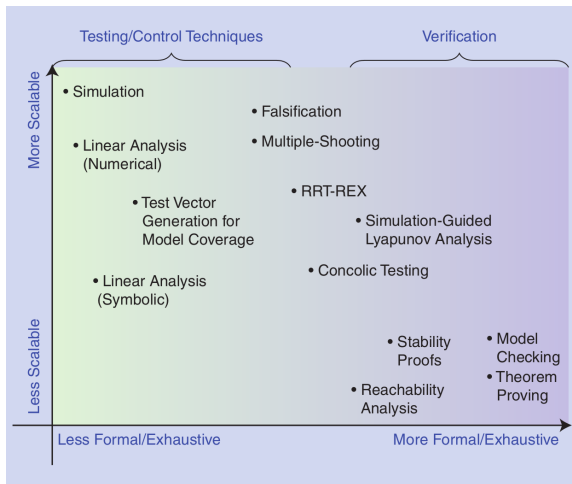 Testing/Control Techniques
Verification
More Scalable
Less Scalable
• Simulation
• Falsification
• Linear Analysis
(Numerical)
• Multiple-Shooting
• RRT-REX
• Test Vector
Generation for
Model Coverage
• Simulation-Guided
Lyapunov Analysis
• Concolic Testing
• Linear Analysis
(Symbolic)
• Stability
Proofs
• Model
Checking
• Theorem
Proving
• Reachability
Analysis
Less Formal/Exhaustive
More Formal/Exhaustive